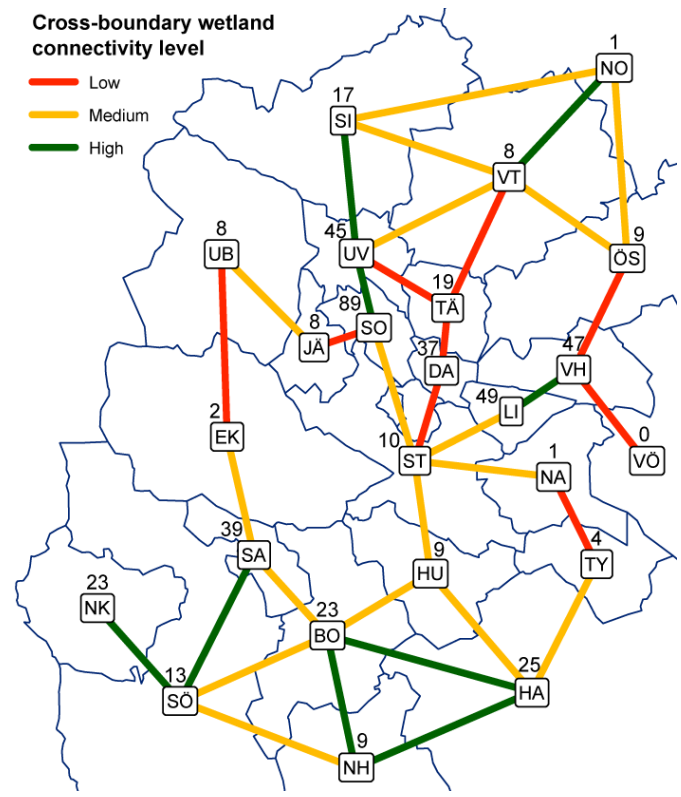 Cross-boundary wetland
connectivity level
Low
Medium
High
1
NO
17
SI
8
VT
8
UB
45
UV
9
ÖS
19
TÄ
89
SO
8
JÄ
37
DA
47
VH
49
LI
2
EK
10
ST
0
VÖ
1
NA
39
SA
9
HU
4
TY
23
NK
23
BO
13
SÖ
25
HA
9
NH